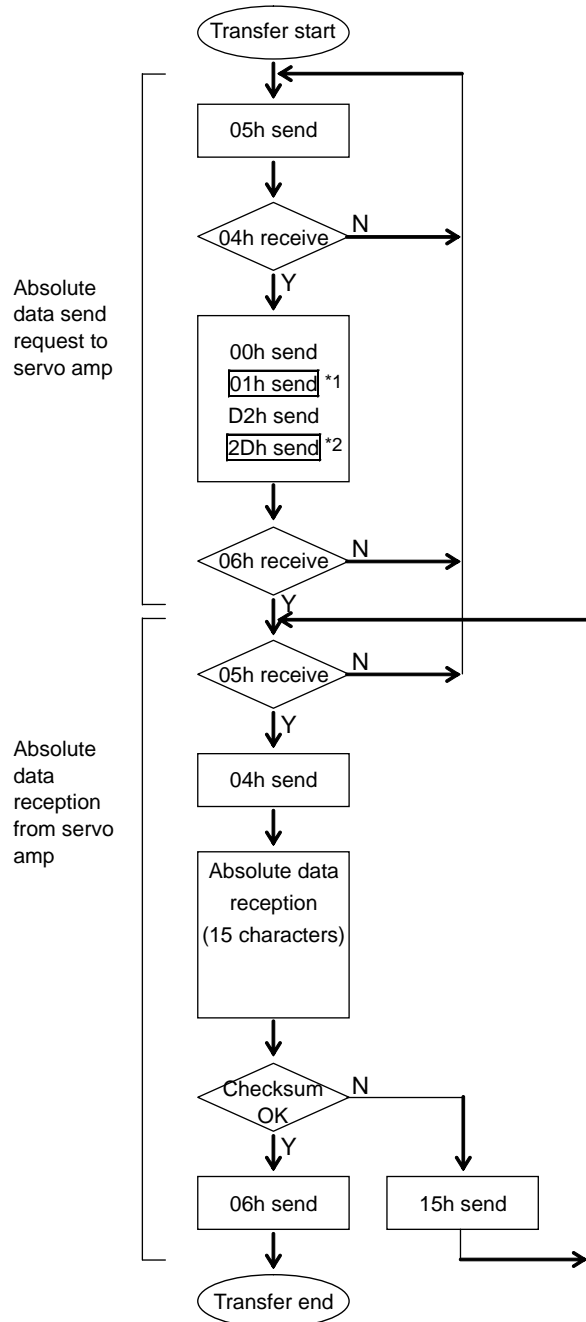 Transfer start
05h send
04h receive
N
Y
Absolute
data send
request to
servo amp
00h send
01h send *1
D2h send
2Dh send *2
06h receive
N
Y
05h receive
N
Y
Absolute
data
reception
from servo
amp
04h send
Absolute data
reception
(15 characters)
Checksum
OK
N
Y
06h send
15h send
Transfer end